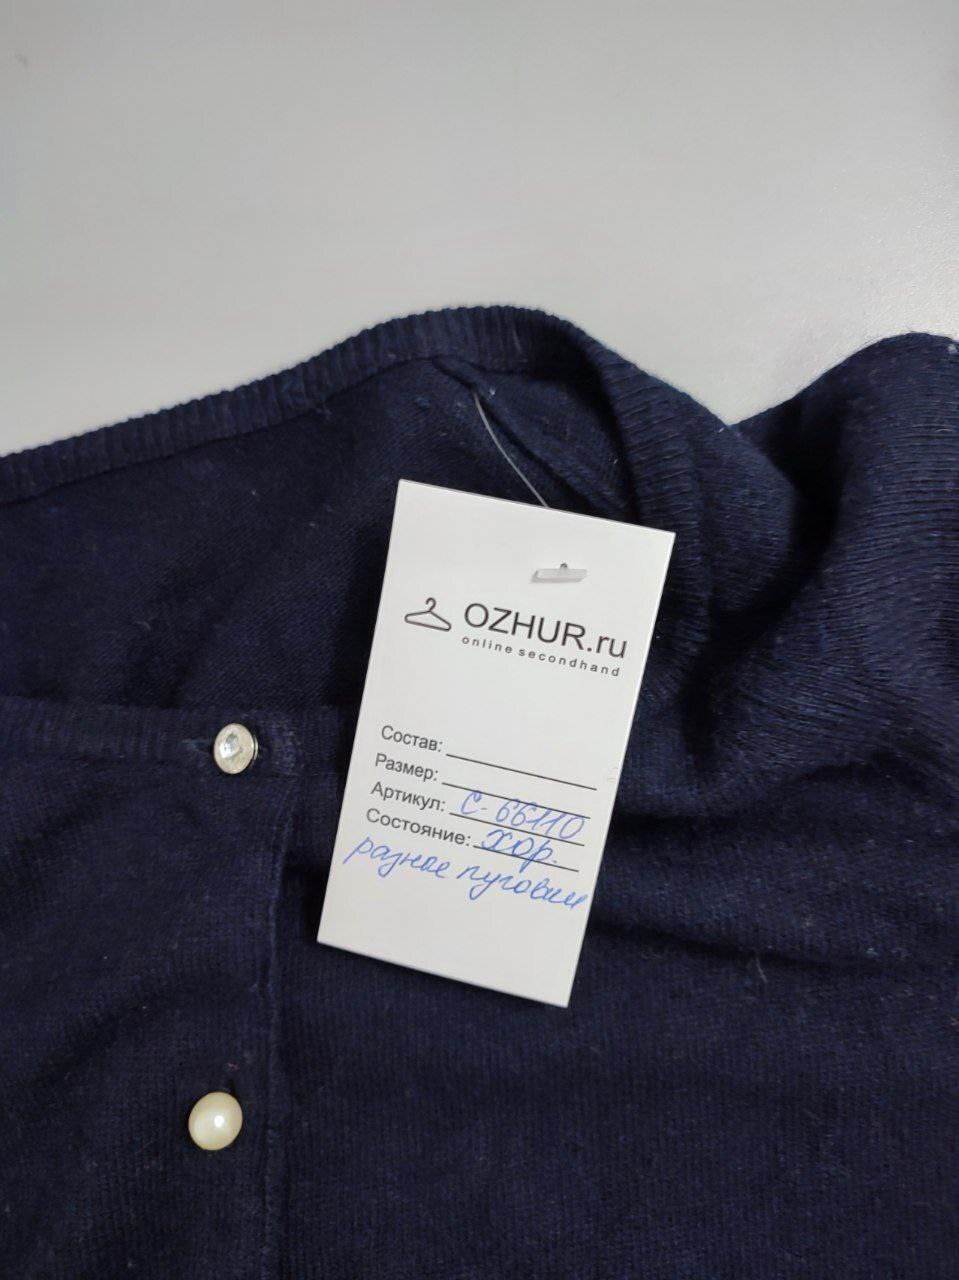 OZHUR.ru
online secondhand
Состав:
Размер:
Артикул: С-66110
Состояние: Хор.
разные пуговицы